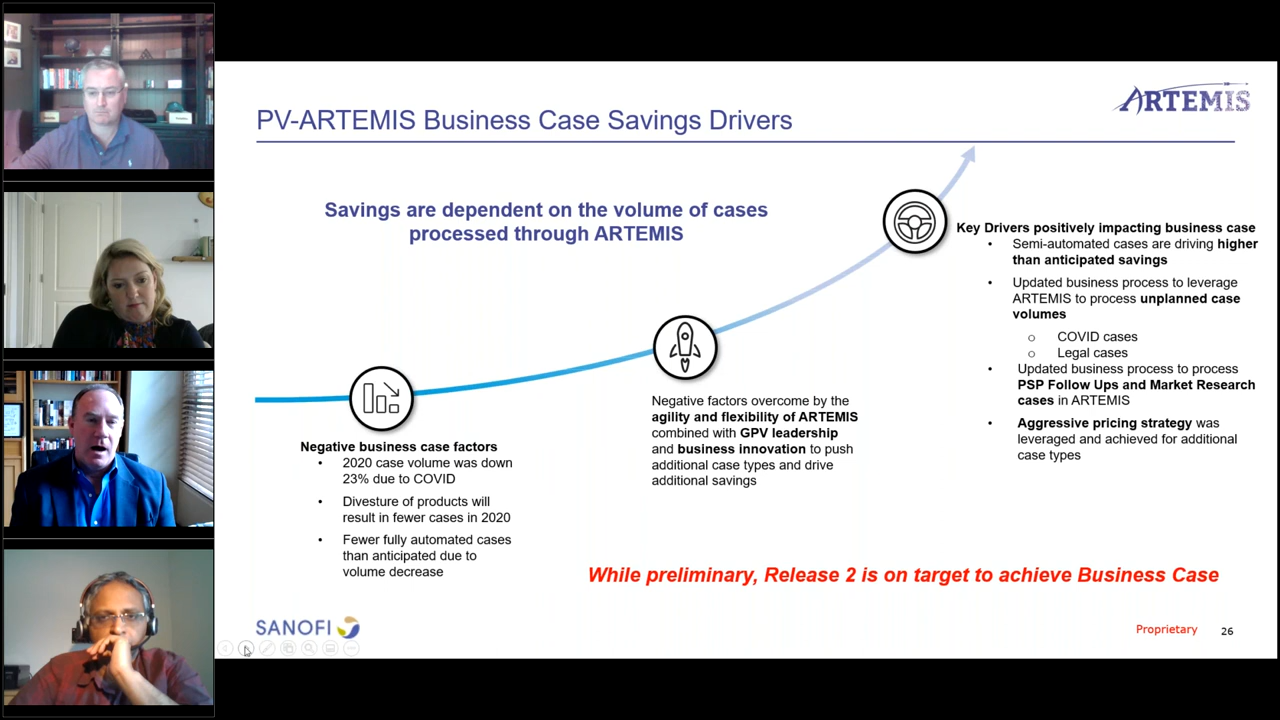 ARTEMIS
PV-ARTEMIS Business Case Savings Drivers
Savings are dependent on the volume of cases
processed through ARTEMIS
Negative business case factors
• 2020 case volume was down
23% due to COVID
• Divesture of products will
result in fewer cases in 2020
• Fewer fully automated cases
than anticipated due to
volume decrease
Negative factors overcome by the
agility and flexibility of ARTEMIS
combined with GPV leadership
and business innovation to push
additional case types and drive
additional savings
Key Drivers positively impacting business case
• Semi-automated cases are driving higher
than anticipated savings
• Updated business process to leverage
ARTEMIS to process unplanned case
volumes
o COVID cases
o Legal cases
• Updated business process to process
PSP Follow Ups and Market Research
cases in ARTEMIS
• Aggressive pricing strategy was
leveraged and achieved for additional
case types
While preliminary, Release 2 is on target to achieve Business Case
SANOFI
Proprietary 26